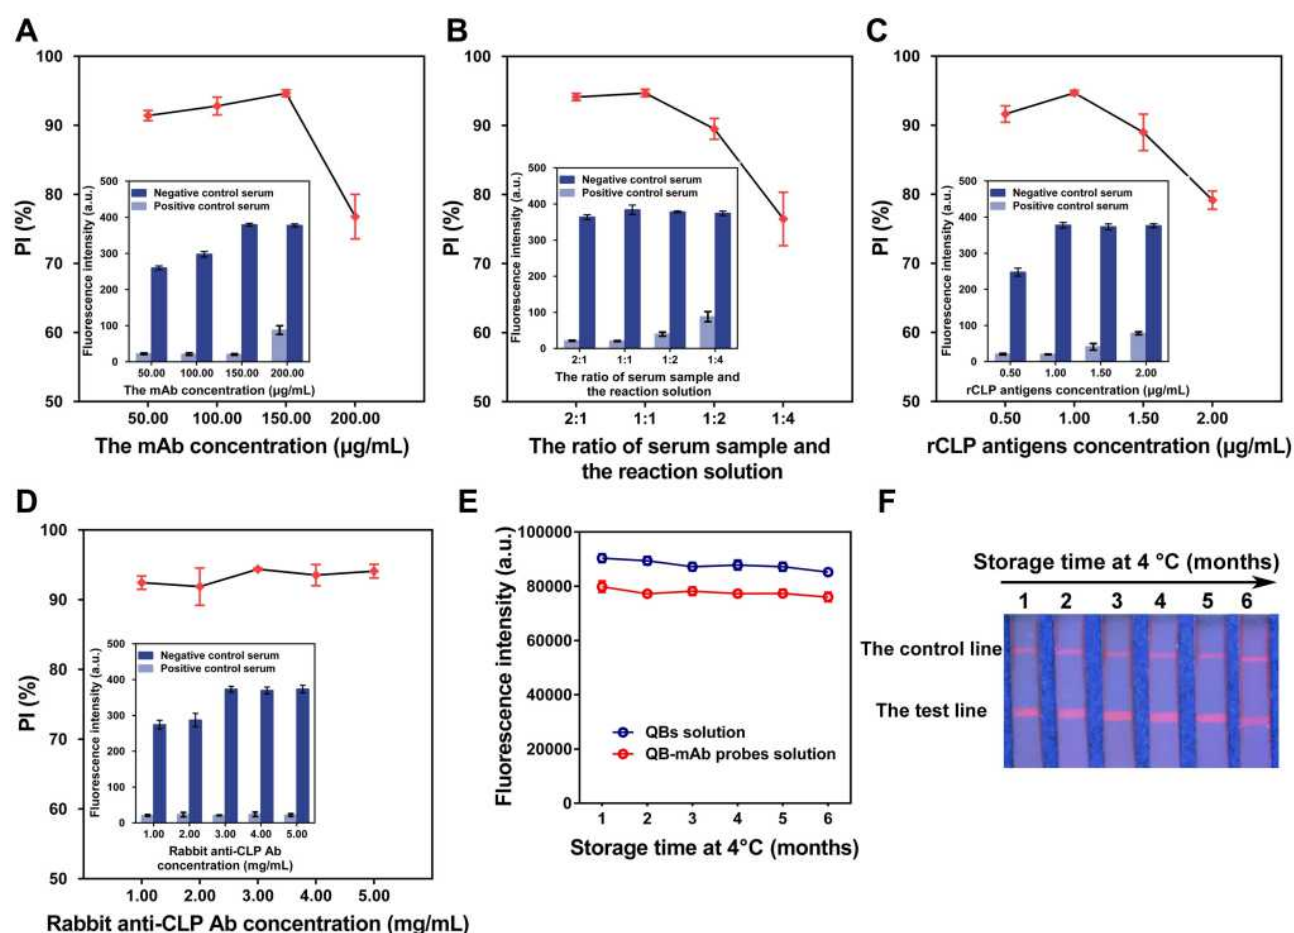 A
100
90
80
70
60
50
PI (%)
500
400
300
200
100
0
Fluorescence intensity (a.u.)
Negative control serum
Positive control serum
50.00 100.00 150.00 200.00
The mAb concentration (μg/mL)
50.00 100.00 150.00 200.00
The mAb concentration (μg/mL)
B
100
90
80
70
60
50
PI (%)
500
400
300
200
100
0
Fluorescence intensity (a.u.)
Negative control serum
Positive control serum
2:1 1:1 1:2 1:4
The ratio of serum sample and
the reaction solution
2:1 1:1 1:2 1:4
The ratio of serum sample and
the reaction solution
C
100
90
80
70
60
50
PI (%)
500
400
300
200
100
0
Fluorescence intensity (a.u.)
Negative control serum
Positive control serum
0.50 1.00 1.50 2.00
rCLP antigens concentration (μg/mL)
0.50 1.00 1.50 2.00
rCLP antigens concentration (μg/mL)
D
100
90
80
70
60
50
PI (%)
500
400
300
200
100
0
Fluorescence intensity (a.u.)
Negative control serum
Positive control serum
1.00 2.00 3.00 4.00 5.00
Rabbit anti-CLP Ab
concentration (mg/mL)
1.00 2.00 3.00 4.00 5.00
Rabbit anti-CLP Ab concentration (mg/mL)
E
100000
80000
60000
40000
20000
0
Fluorescence intensity (a.u.)
QBs solution
QB-mAb probes solution
1 2 3 4 5 6
Storage time at 4°C (months)
F
Storage time at 4 °C (months)
1 2 3 4 5 6
The control line
The test line